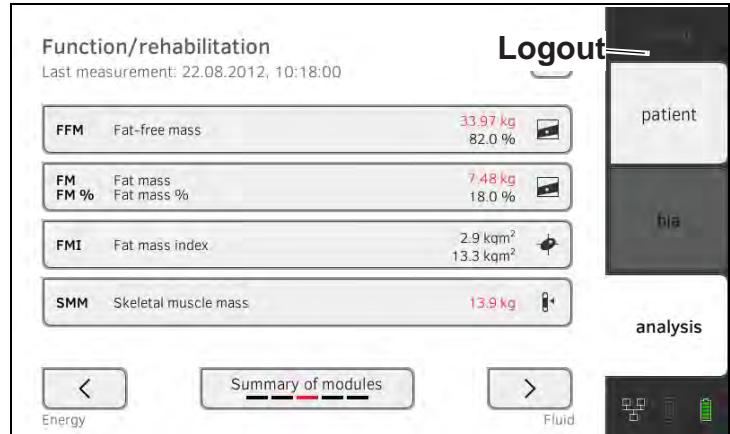 Function/rehabilitation
Logout
Last measurement: 22.08.2012, 10:18:00
patient
FFM Fat-free mass 33.97 kg
82.0 %
FM Fat mass 7.48 kg
FM % Fat mass % 18.0 %
bia
FMI Fat mass index 2.9 kqm²
13.3 kqm²
SMM Skeletal muscle mass 13.9 kg
analysis
< Summary of modules >
Energy Fluid